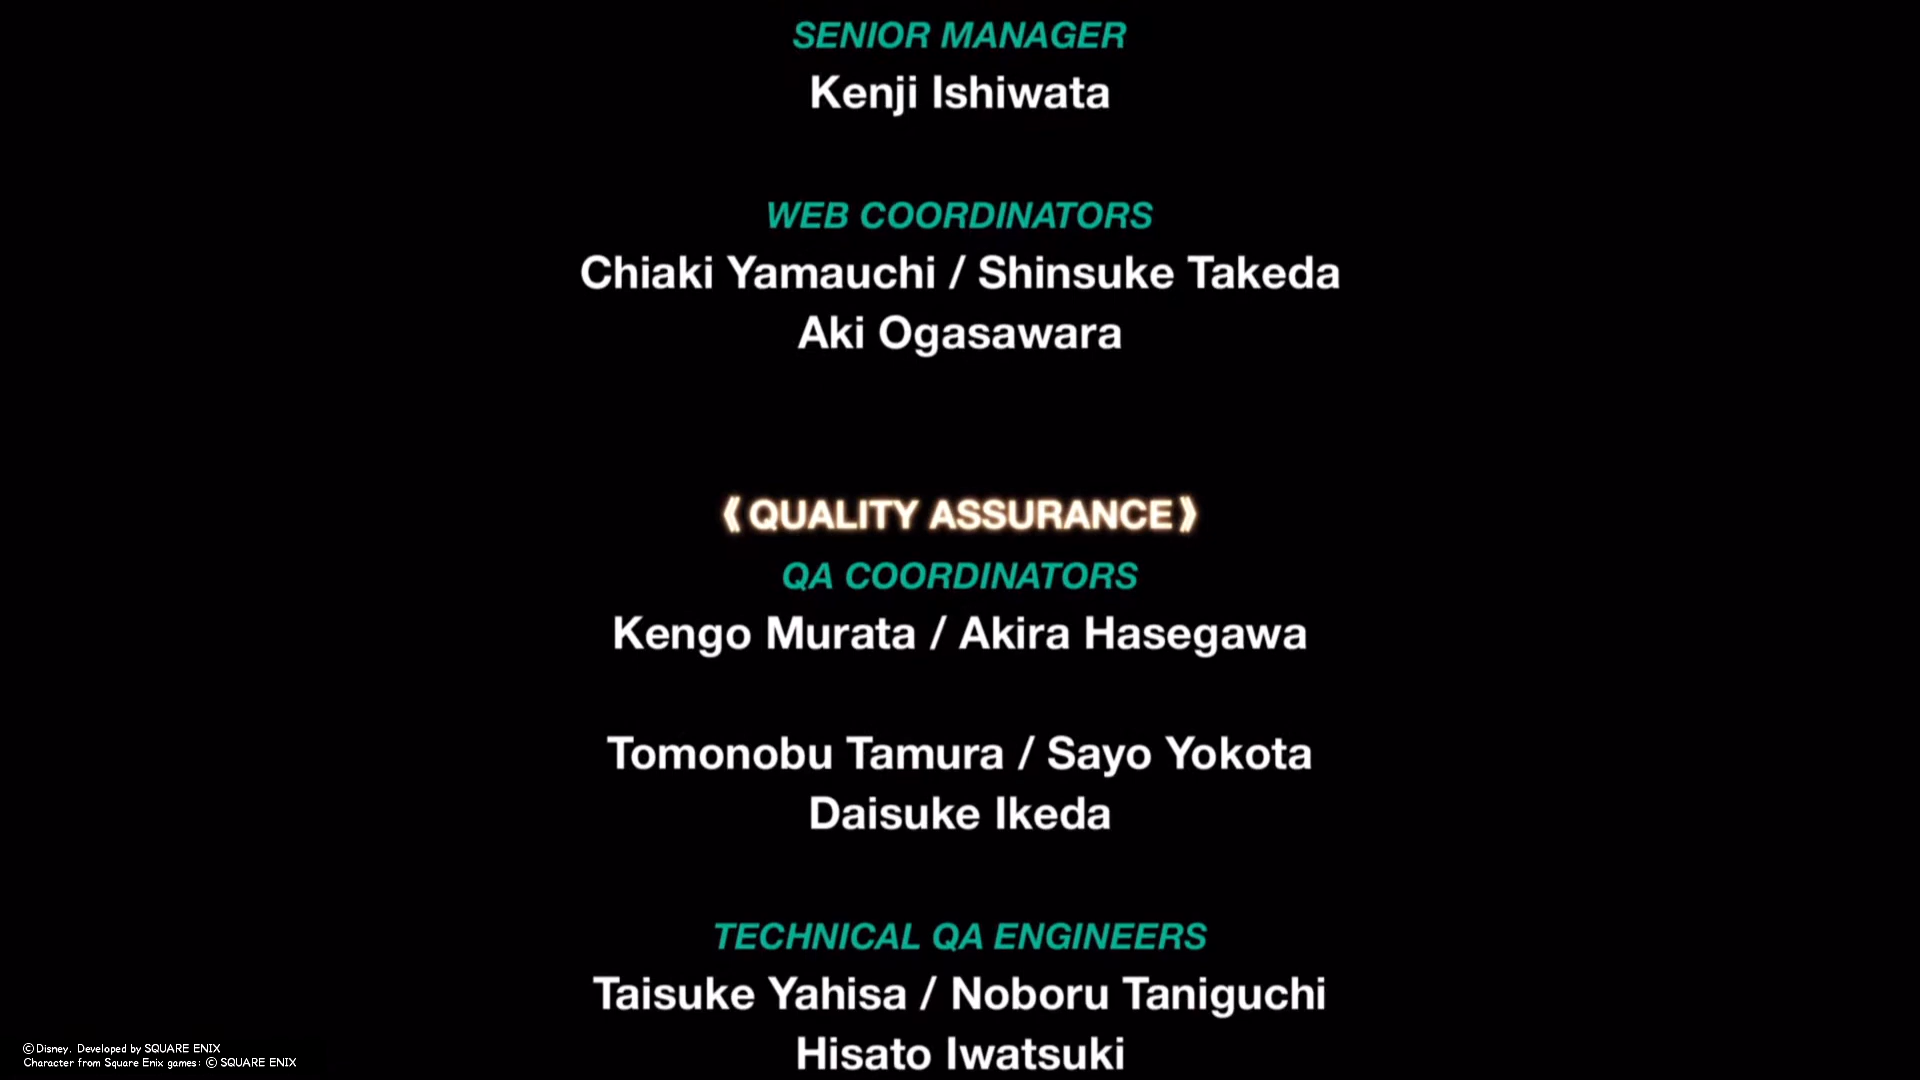 SENIOR MANAGER
Kenji Ishiwata
WEB COORDINATORS
Chiaki Yamauchi / Shinsuke Takeda
Aki Ogasawara
《QUALITY ASSURANCE》
QA COORDINATORS
Kengo Murata / Akira Hasegawa
Tomonobu Tamura / Sayo Yokota
Daisuke Ikeda
TECHNICAL QA ENGINEERS
Taisuke Yahisa / Noboru Taniguchi
Hisato Iwatsuki
©Disney. Developed by SQUARE ENIX
Character from Square Enix games: © SQUARE ENIX